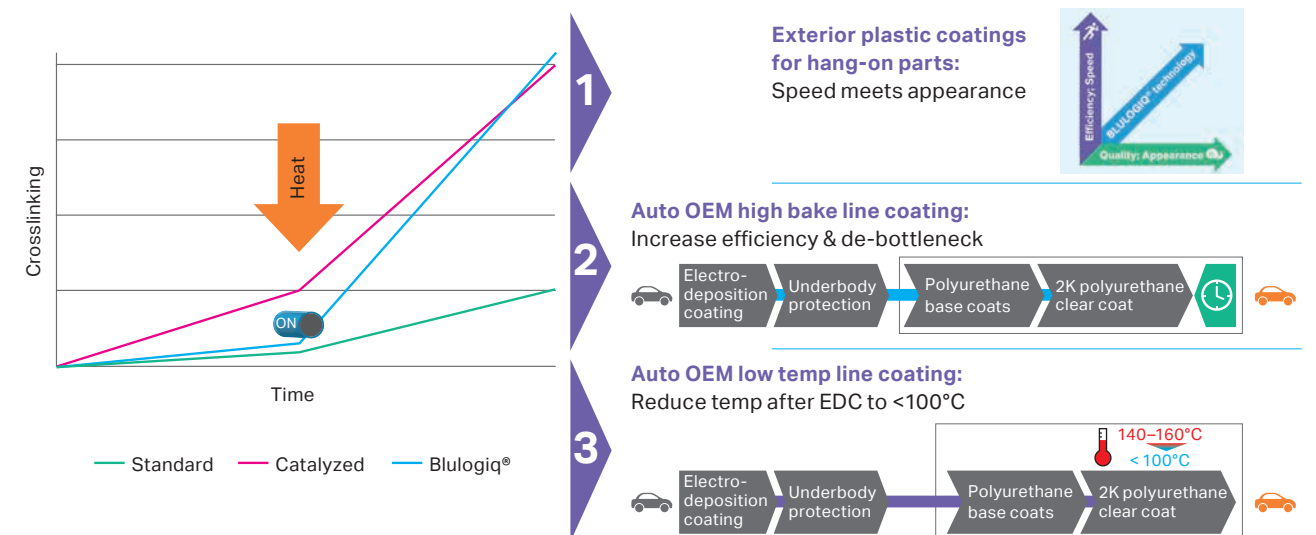 Crosslinking
Heat
ON
Time
Standard
Catalyzed
Blulogiq®
1
Exterior plastic coatings
for hang-on parts:
Speed meets appearance
Efficiency; Speed
BLULOGIQ® technology
Quality; Appearance
2
Auto OEM high bake line coating:
Increase efficiency & de-bottleneck
Electro-
deposition
coating
Underbody
protection
Polyurethane
base coats
2K polyurethane
clear coat
3
Auto OEM low temp line coating:
Reduce temp after EDC to <100°C
140–160°C
< 100°C
Electro-
deposition
coating
Underbody
protection
Polyurethane
base coats
2K polyurethane
clear coat